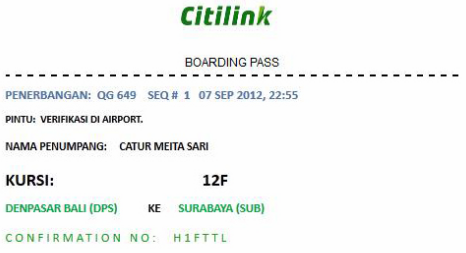 Citilink
BOARDING PASS
PENERBANGAN: QG 649 SEQ # 1 07 SEP 2012, 22:55
PINTU: VERIFIKASI DI AIRPORT.
NAMA PENUMPANG: CATUR MEITA SARI
KURSI: 12F
DENPASAR BALI (DPS) KE SURABAYA (SUB)
CONFIRMATION NO: H1FTTL